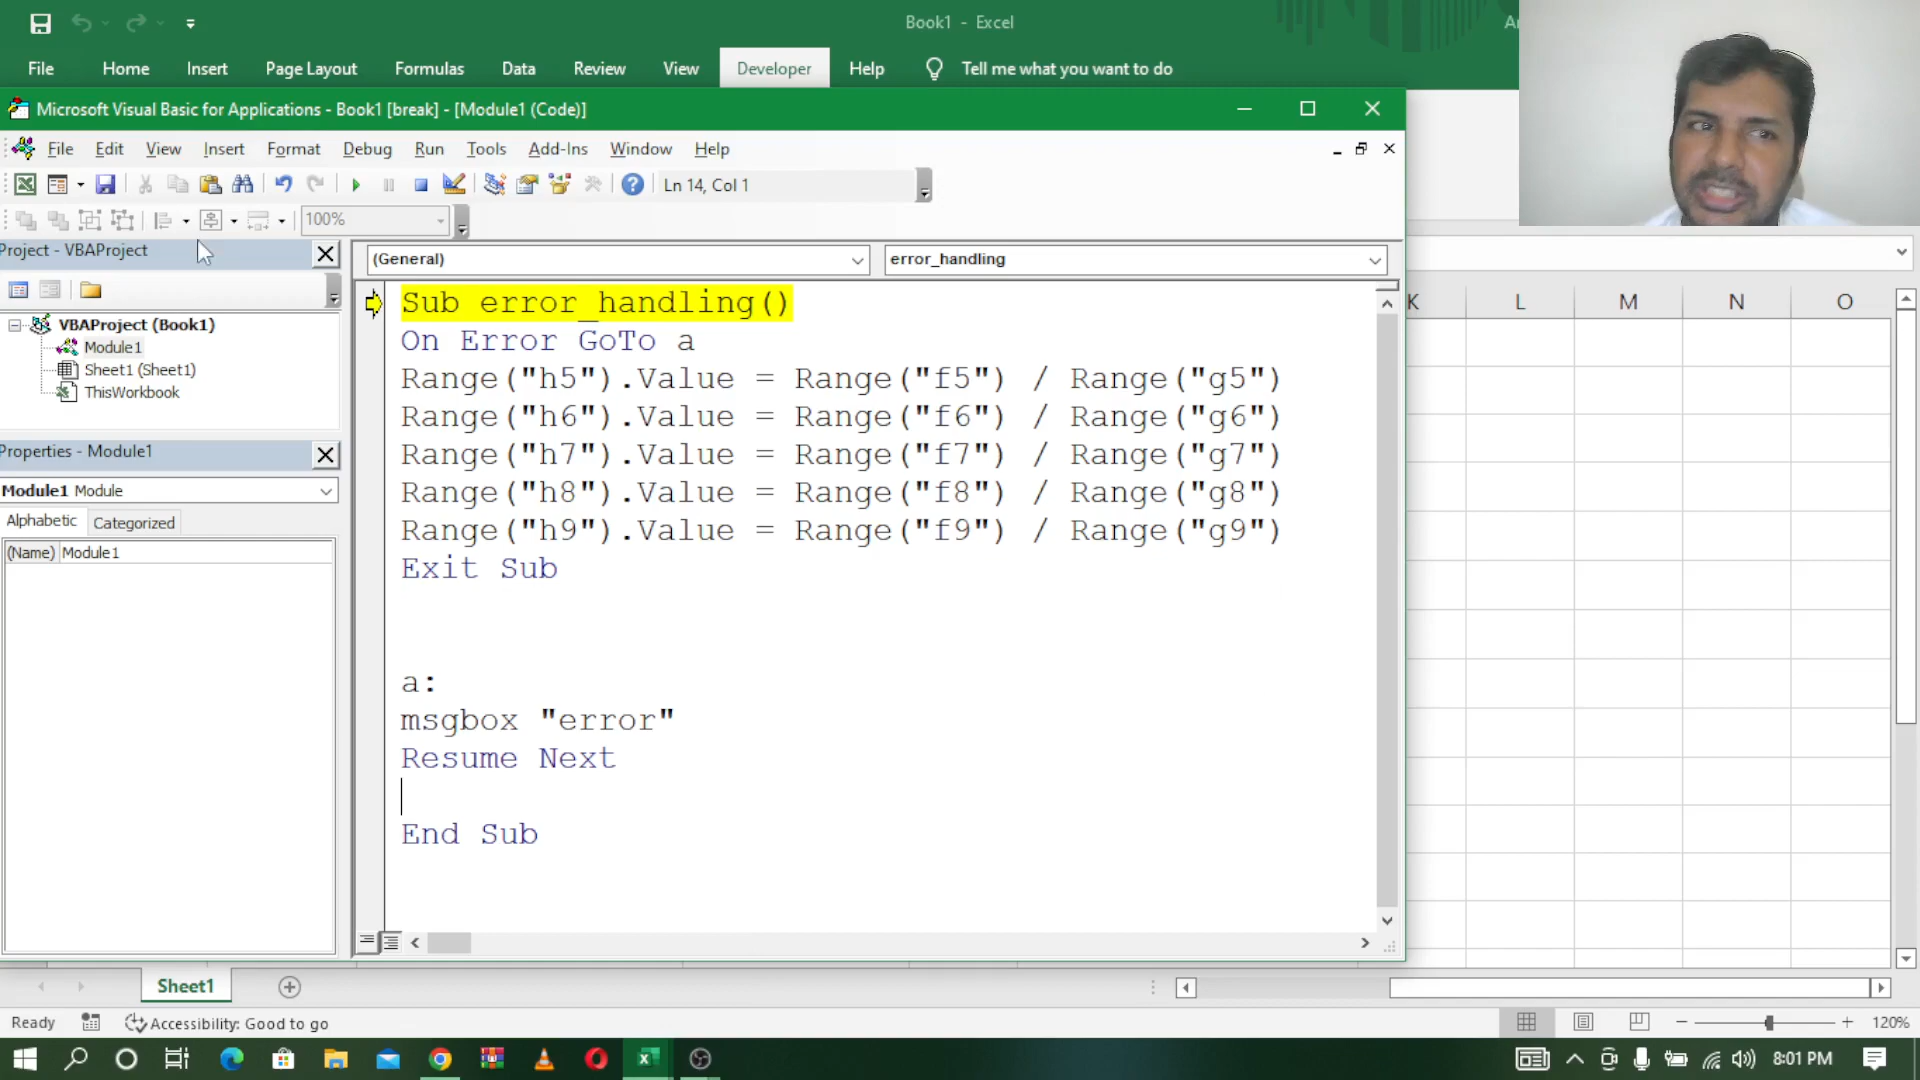 Book1 - Excel
File Home Insert Page Layout Formulas Data Review View Developer Help Tell me what you want to do
Microsoft Visual Basic for Applications - Book1 [break] - [Module1 (Code)]
File Edit View Insert Format Debug Run Tools Add-Ins Window Help
Ln 14, Col 1
100%
Project - VBAProject
(General) error_handling
K L M N O
VBAProject (Book1)
Module1
Sheet1 (Sheet1)
ThisWorkbook
Properties - Module1
Module1 Module
Alphabetic Categorized
(Name) Module1
Sub error_handling()
On Error GoTo a
Range("h5").Value = Range("f5") / Range("g5")
Range("h6").Value = Range("f6") / Range("g6")
Range("h7").Value = Range("f7") / Range("g7")
Range("h8").Value = Range("f8") / Range("g8")
Range("h9").Value = Range("f9") / Range("g9")
Exit Sub
a:
msgbox "error"
Resume Next
End Sub
Sheet1
Ready Accessibility: Good to go 120%
8:01 PM